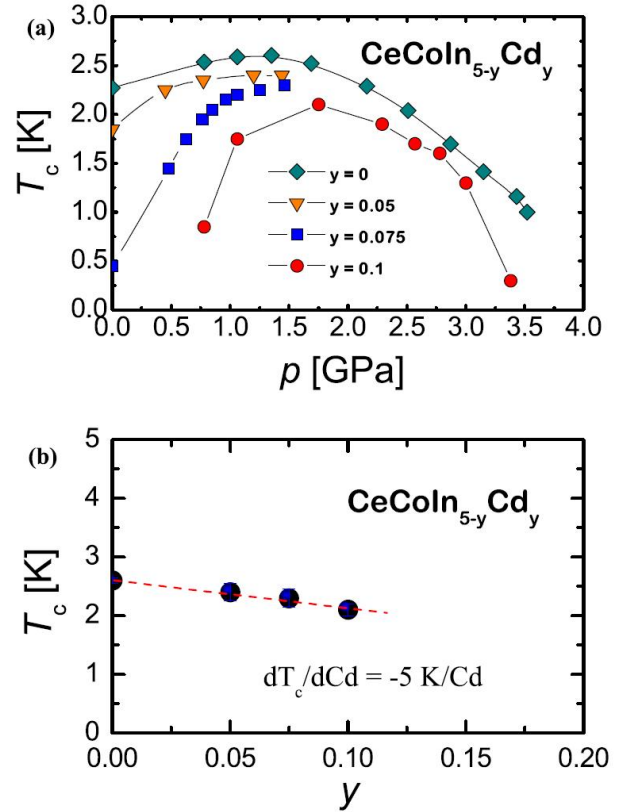 (a)
CeCoIn5-yCdy
Tc [K]
3.0
2.5
2.0
1.5
1.0
0.5
0.0
y = 0
y = 0.05
y = 0.075
y = 0.1
0.0 0.5 1.0 1.5 2.0 2.5 3.0 3.5 4.0
p [GPa]
(b)
CeCoIn5-yCdy
Tc [K]
5
4
3
2
1
0
dTc/dCd = -5 K/Cd
0.00 0.05 0.10 0.15 0.20
y